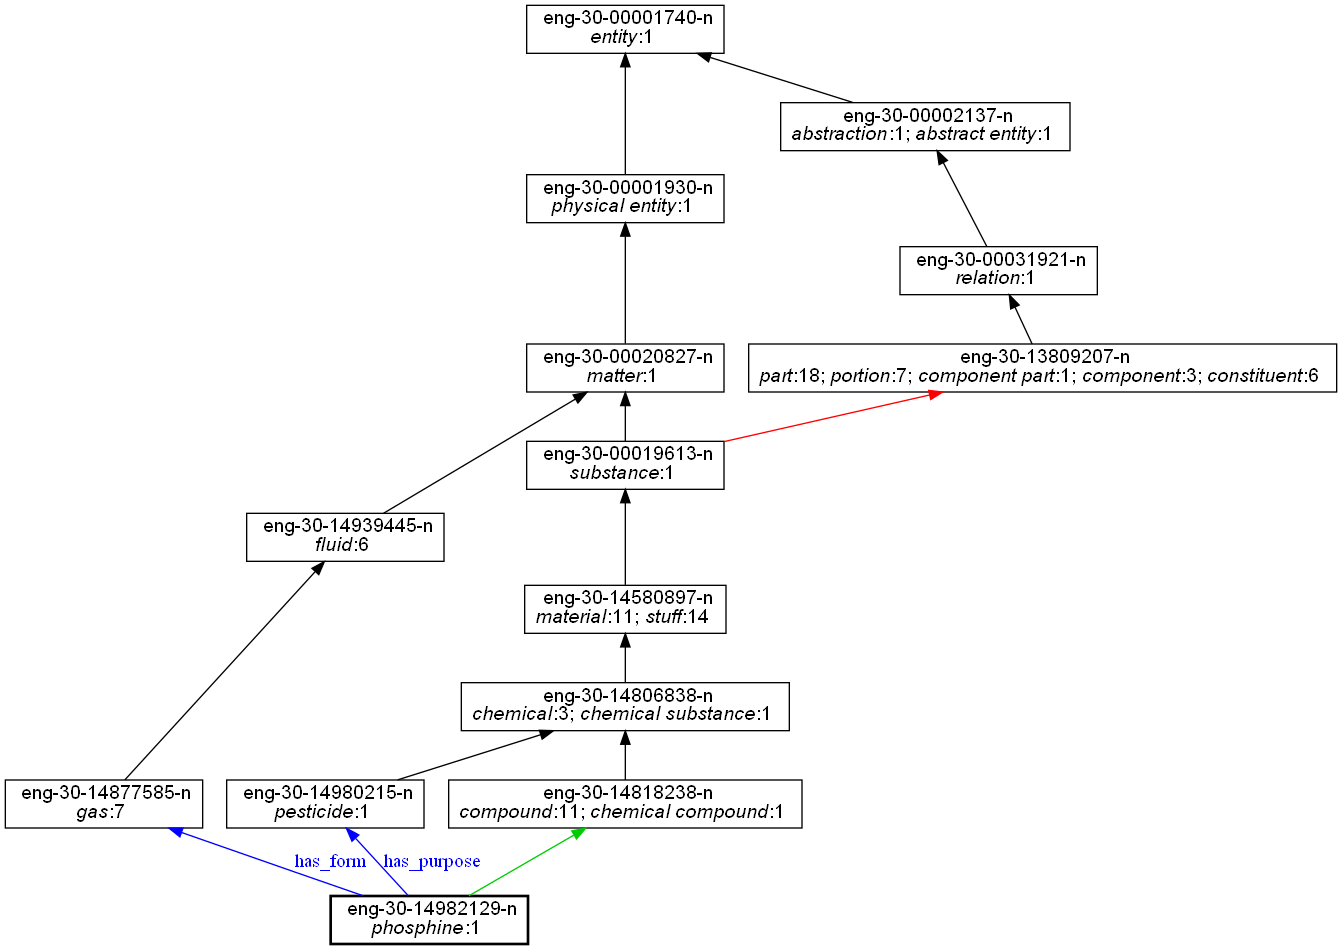 eng-30-00001740-n
entity:1
eng-30-00002137-n
abstraction:1; abstract entity:1
eng-30-00001930-n
physical entity:1
eng-30-00031921-n
relation:1
eng-30-00020827-n
matter:1
eng-30-13809207-n
part:18; portion:7; component part:1; component:3; constituent:6
eng-30-00019613-n
substance:1
eng-30-14939445-n
fluid:6
eng-30-14580897-n
material:11; stuff:14
eng-30-14806838-n
chemical:3; chemical substance:1
eng-30-14877585-n
gas:7
eng-30-14980215-n
pesticide:1
eng-30-14818238-n
compound:11; chemical compound:1
has_form
has_purpose
eng-30-14982129-n
phosphine:1